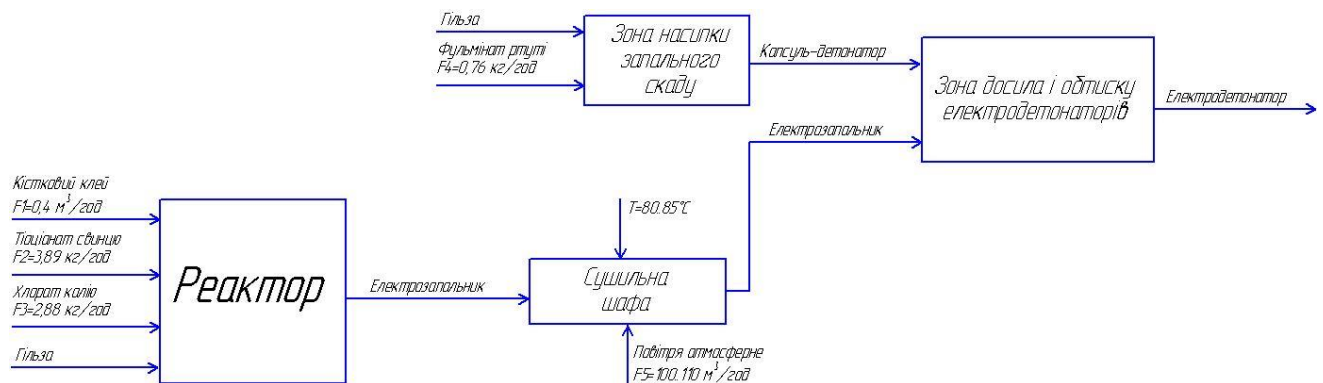 Гільза
Фульмінат ртуті
F4=0,76 кг/год
Зона насипки
запального
скаду
Капсуль-детонатор
Зона досила і обтиску
електродетонаторів
Електродетонатор
Електрозапальник
Кістковий клей
F1=0,4 м³/год
Тіоціанат свинцю
F2=3,89 кг/год
Хлорат калію
F3=2,88 кг/год
Гільза
Реактор
Електрозапальник
T=80..85°C
Сушильна
шафа
Повітря атмосферне
F5=100..110 м³/год